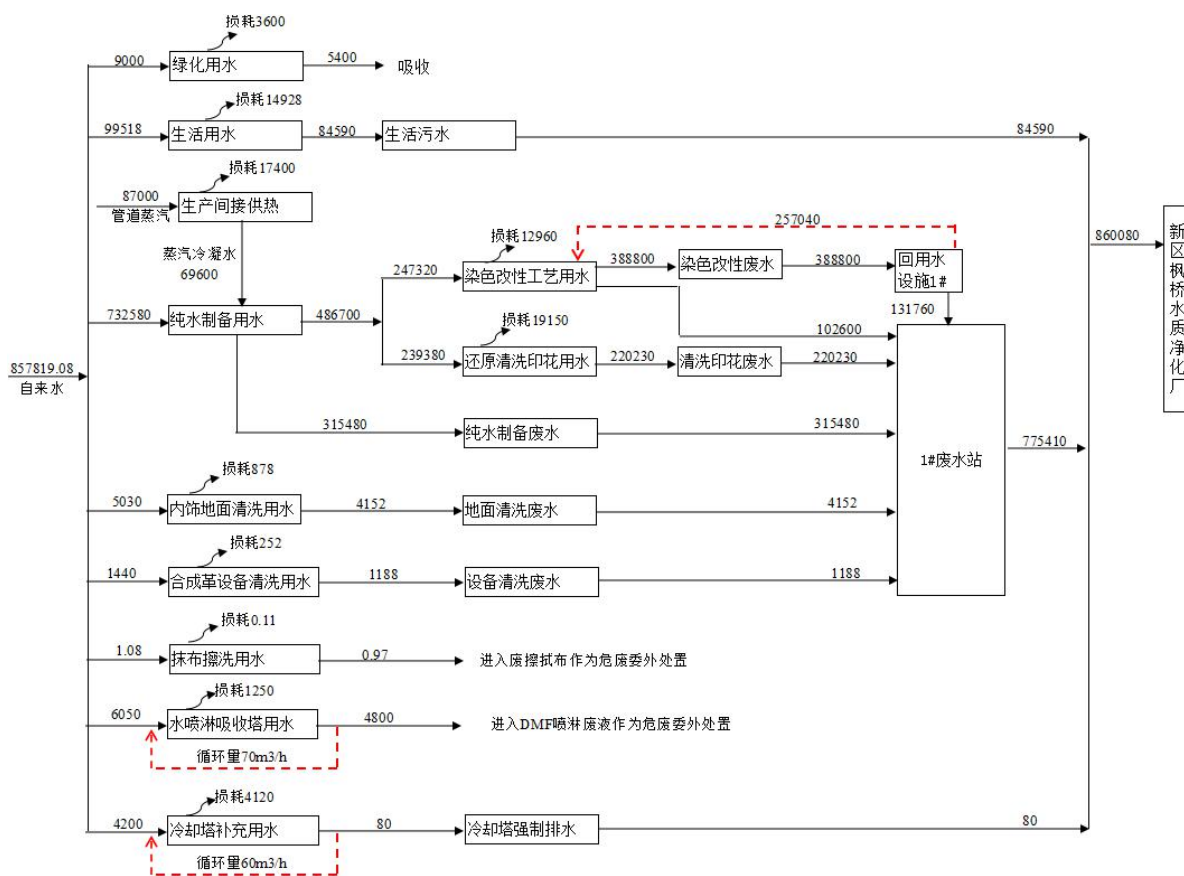 损耗3600
9000
绿化用水
5400
吸收
损耗14928
99518
生活用水
84590
生活污水
84590
损耗17400
87000
管道蒸汽
生产间接供热
蒸汽冷凝水
69600
257040
损耗12960
247320
染色改性工艺用水
388800
染色改性废水
388800
回用水
设施1#
131760
860080
新区枫桥水质净化厂
732580
纯水制备用水
486700
102600
损耗19150
239380
还原清洗印花用水
220230
清洗印花废水
220230
857819.08
自来水
315480
纯水制备废水
315480
1#废水站
775410
损耗878
5030
内饰地面清洗用水
4152
地面清洗废水
4152
损耗252
1440
合成革设备清洗用水
1188
设备清洗废水
1188
损耗0.11
1.08
抹布擦洗用水
0.97
进入废擦拭布作为危废委外处置
损耗1250
6050
水喷淋吸收塔用水
4800
进入DMF喷淋废液作为危废委外处置
循环量70m3/h
损耗4120
4200
冷却塔补充用水
80
冷却塔强制排水
80
循环量60m3/h